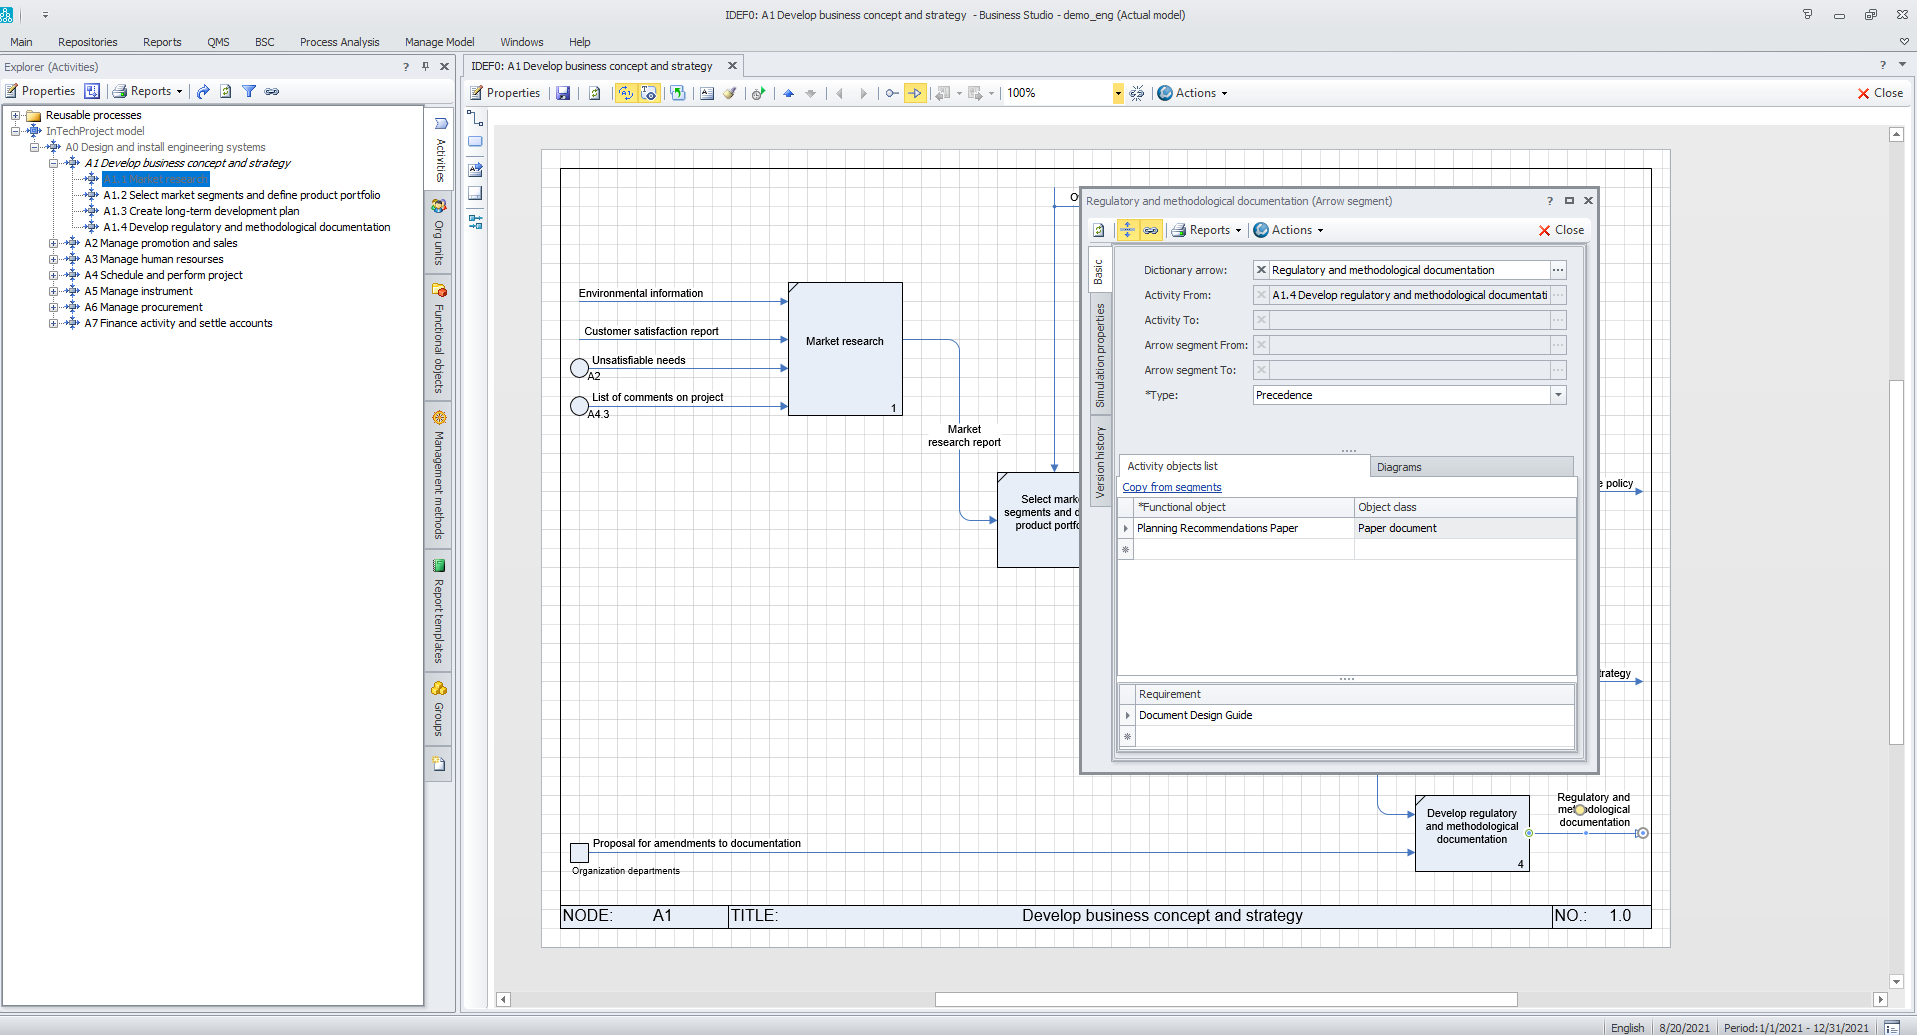 IDEF0: A1 Develop business concept and strategy - Business Studio - demo_eng (Actual model)
Main Repositories Reports QMS BSC Process Analysis Manage Model Windows Help
Explorer (Activities)
Properties Reports
Reusable processes
InTechProject model
A0 Design and install engineering systems
A1 Develop business concept and strategy
A1.1 Market research
A1.2 Select market segments and define product portfolio
A1.3 Create long-term development plan
A1.4 Develop regulatory and methodological documentation
A2 Manage promotion and sales
A3 Manage human resourses
A4 Schedule and perform project
A5 Manage instrument
A6 Manage procurement
A7 Finance activity and settle accounts
Activities
Org units
Functional objects
Management methods
Report templates
Groups
IDEF0: A1 Develop business concept and strategy
Properties 100% Actions Close
Environmental information
Customer satisfaction report
Unsatisfiable needs
A2
List of comments on project
A4.3
Market research
1
Market
research report
Select mark
segments and d
product portfo
Regulatory and methodological documentation (Arrow segment)
Reports Actions Close
Basic
Simulation properties
Version history
Dictionary arrow: Regulatory and methodological documentation
Activity From: A1.4 Develop regulatory and methodological documentati
Activity To:
Arrow segment From:
Arrow segment To:
*Type: Precedence
Activity objects list Diagrams
Copy from segments
*Functional object Object class
Planning Recommendations Paper Paper document
Requirement
Document Design Guide
e policy
trategy
Develop regulatory
and methodological
documentation
4
Regulatory and
methodological
documentation
Proposal for amendments to documentation
Organization departments
NODE: A1 TITLE: Develop business concept and strategy NO.: 1.0
English 8/20/2021 Period: 1/1/2021 - 12/31/2021